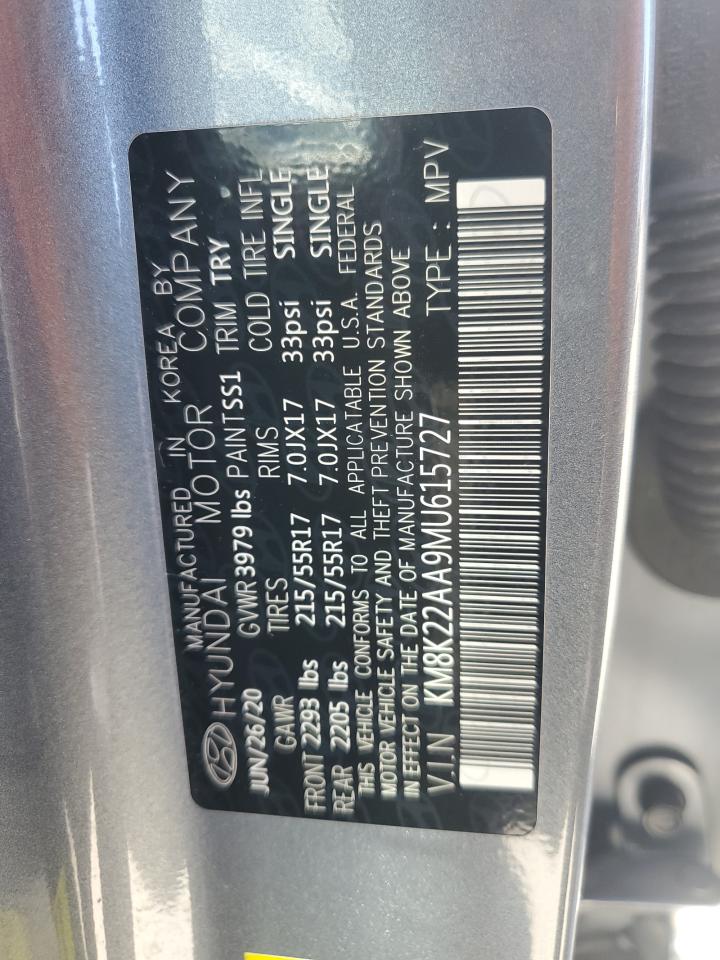 MANUFACTURED IN KOREA BY
HYUNDAI MOTOR COMPANY
JUN/26/20 GVWR 3979 lbs PAINT SS1 TRIM TRY
GAWR TIRES RIMS COLD TIRE INFL
FRONT 2293 lbs 215/55R17 7.0JX17 33psi SINGLE
REAR 2205 lbs 215/55R17 7.0JX17 33psi SINGLE
THIS VEHICLE CONFORMS TO ALL APPLICATABLE U.S.A. FEDERAL
MOTOR VEHICLE SAFETY AND THEFT PREVENTION STANDARDS
IN EFFECT ON THE DATE OF MANUFACTURE SHOWN ABOVE
V.I.N KM8K22AA9MU615727 TYPE : MPV